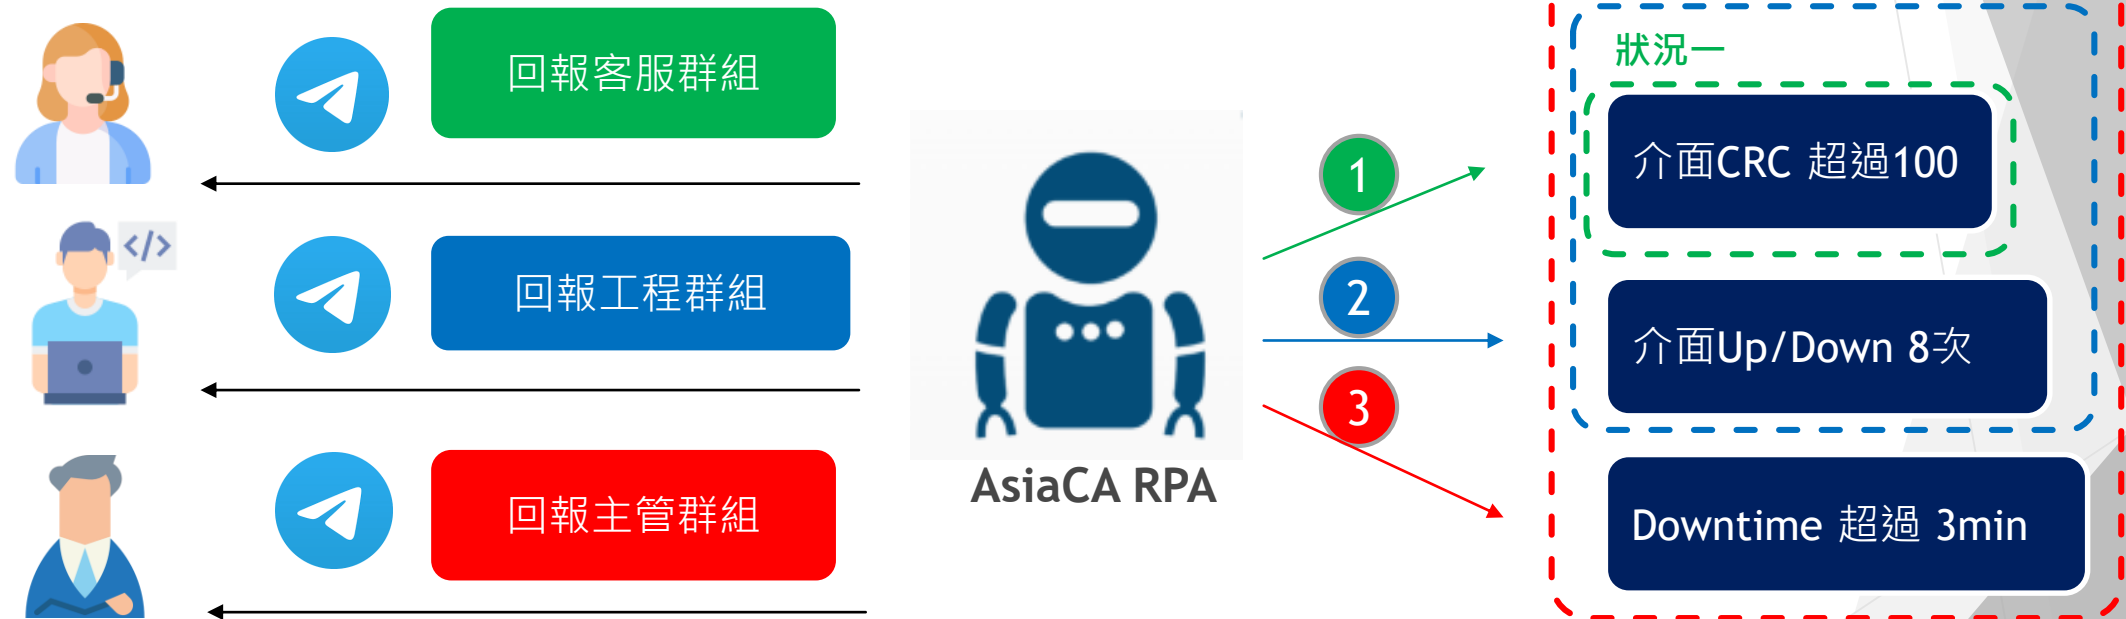 回報客服群組
回報工程群組
回報主管群組
</>
AsiaCA RPA
1
2
3
狀況一
介面CRC 超過100
介面Up/Down 8次
Downtime 超過 3min